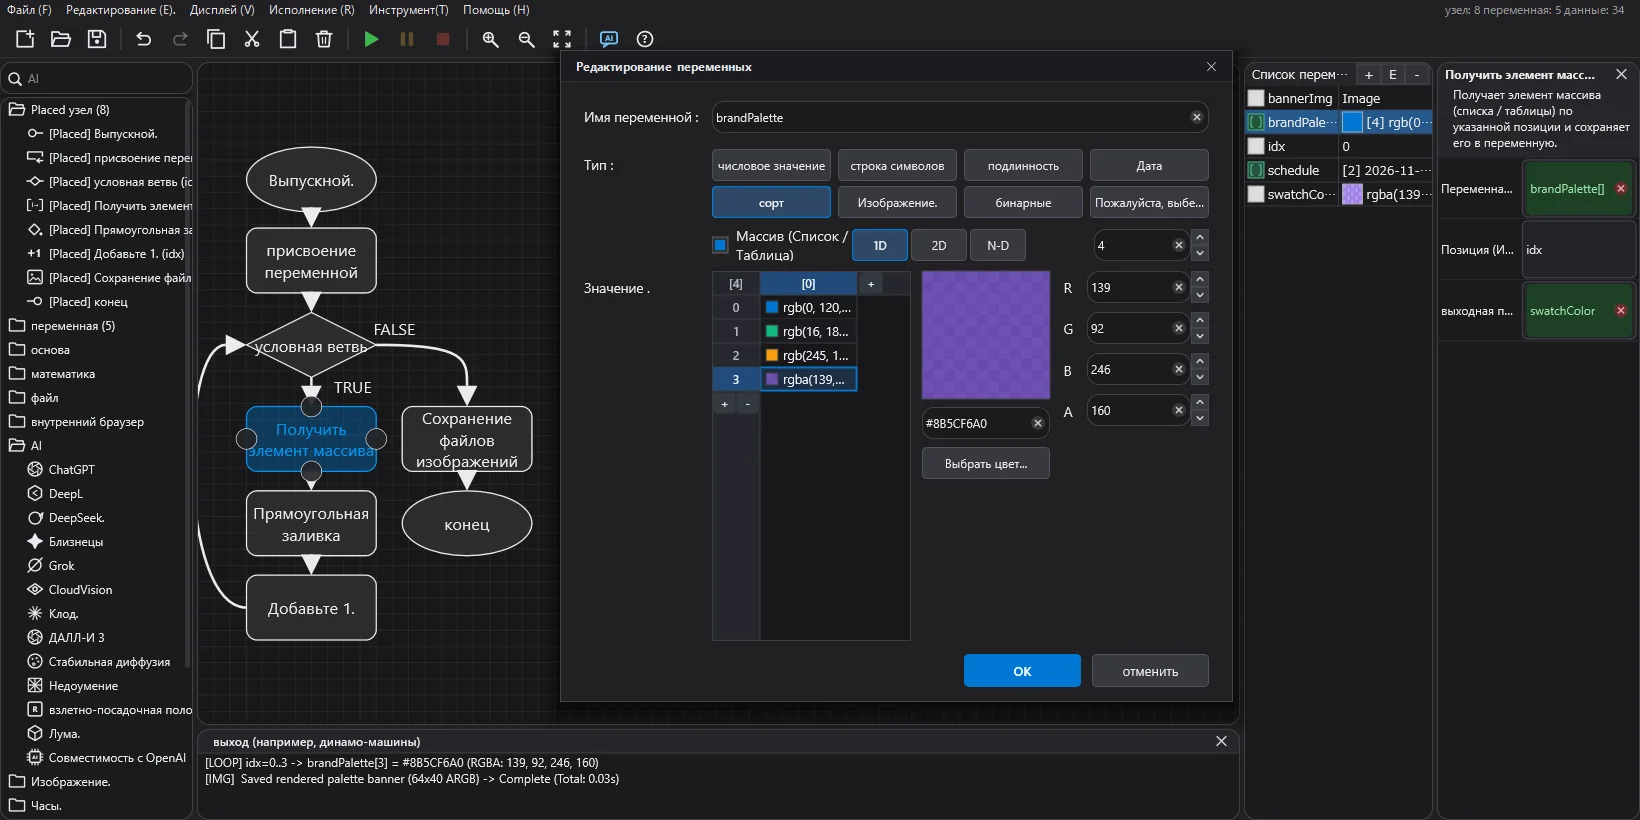 Файл (F) Редактирование (E). Дисплей (V) Исполнение (R) Инструмент(T) Помощь (H)
узел: 8 переменная: 5 данные: 34
AI
Placed узел (8)
[Placed] Выпускной.
[Placed] присвоение пере
[Placed] условная ветвь (ic
[Placed] Получить элемент
[Placed] Прямоугольная за
+1 [Placed] Добавьте 1. (idx)
[Placed] Сохранение файл
[Placed] конец
переменная (5)
основа
математика
файл
внутренний браузер
AI
ChatGPT
DeepL
DeepSeek.
Близнецы
Grok
CloudVision
Клод.
ДАЛЛ-И 3
Стабильная диффузия
Недоумение
взлетно-посадочная поло
Лума.
Совместимость с OpenAI
Изображение.
Часы.
Выпускной.
присвоение
переменной
FALSE
условная ветвь
TRUE
Получить
элемент массива
Сохранение
файлов
изображений
Прямоугольная
заливка
конец
Добавьте 1.
Редактирование переменных
Имя переменной : brandPalette
Тип : числовое значение строка символов подлинность Дата
сорт Изображение. бинарные Пожалуйста, выбе...
Массив (Список /
Таблица)
1D 2D N-D 4
Значение .
[4] [0] +
0 rgb(0, 120,...
1 rgb(16, 18...
2 rgb(245, 1...
3 rgba(139,...
+ -
#8B5CF6A0
Выбрать цвет...
R 139
G 92
B 246
A 160
OK отменить
выход (например, динамо-машины)
[LOOP] idx=0..3 -> brandPalette[3] = #8B5CF6A0 (RGBA: 139, 92, 246, 160)
[IMG] Saved rendered palette banner (64x40 ARGB) -> Complete (Total: 0.03s)
Список перем··· + E -
bannerImg Image
brandPale··· [4] rgb(0···
idx 0
schedule [2] 2026-11-···
swatchCo··· rgba(139···
Получить элемент масс...
Получает элемент массива
(списка / таблицы) по
указанной позиции и сохраняет
его в переменную.
Переменна... brandPalette[]
Позиция (И... idx
выходная п... swatchColor